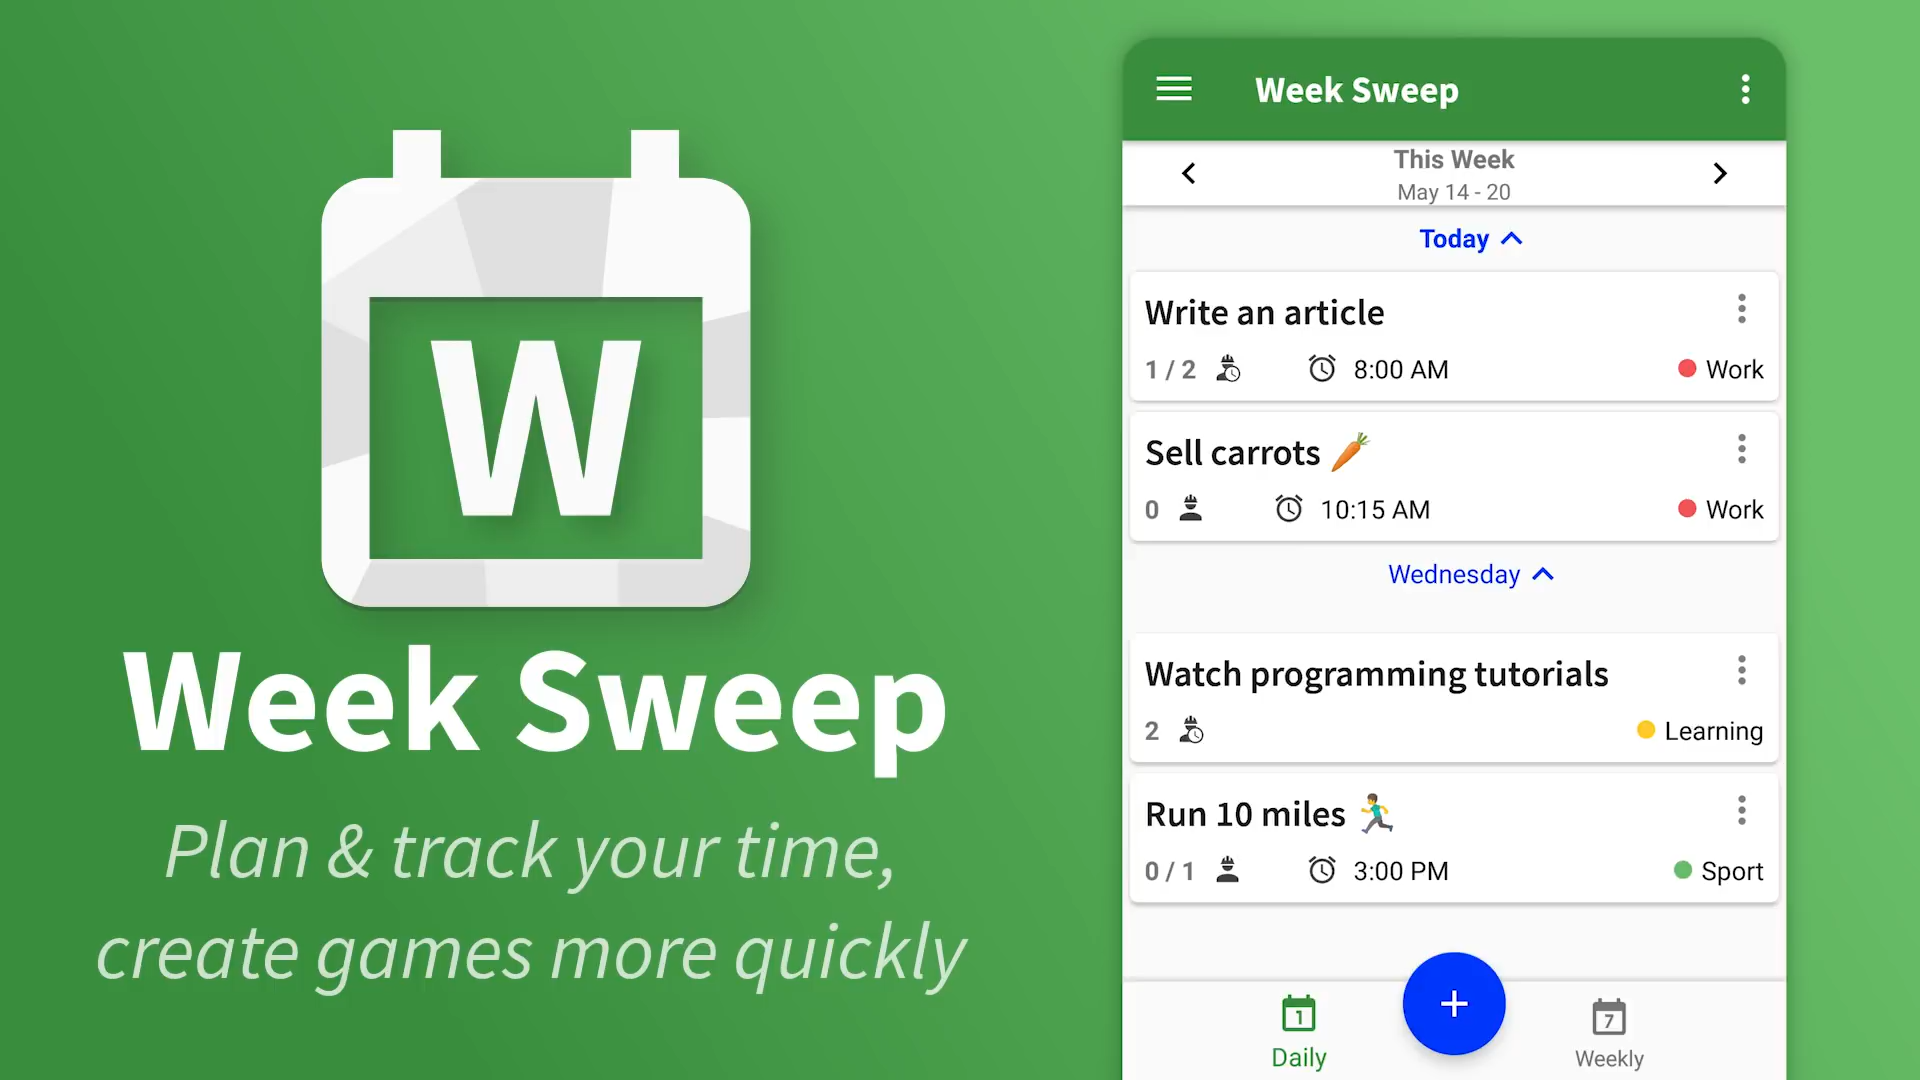 W
Week Sweep
Plan & track your time,
create games more quickly
Week Sweep
This Week
May 14 - 20
Today
Write an article
1 / 2 8:00 AM Work
Sell carrots 🥕
0 10:15 AM Work
Wednesday
Watch programming tutorials
2 Learning
Run 10 miles 🏃‍♂️
0 / 1 3:00 PM Sport
1 + 7
Daily Weekly